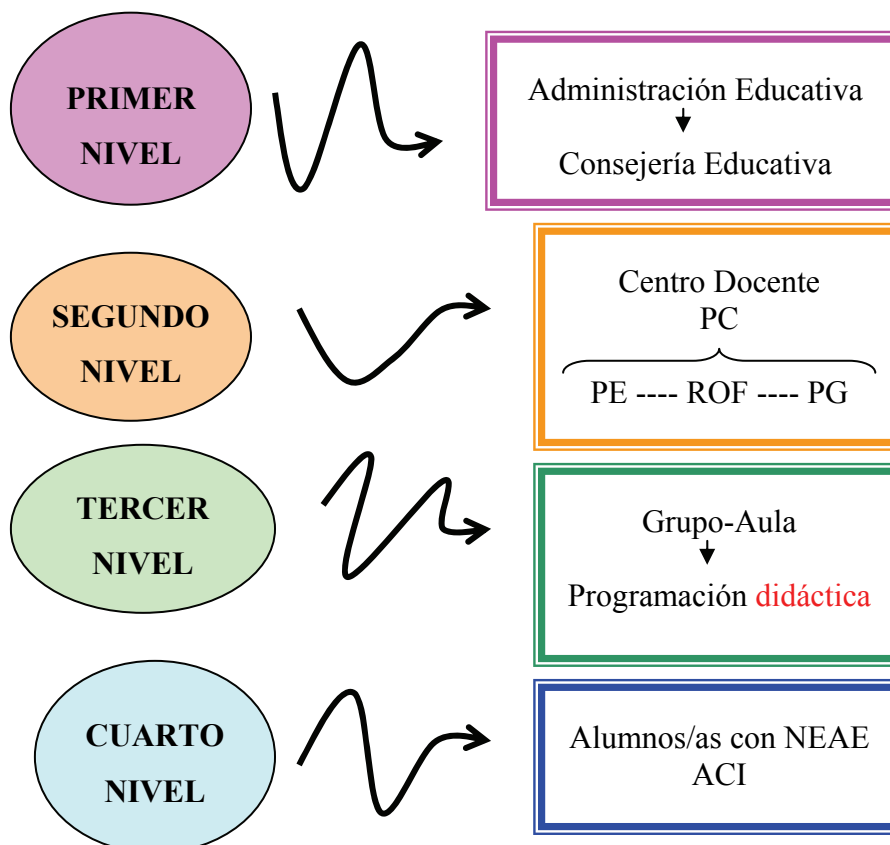 PRIMER
NIVEL
Administración Educativa
Consejería Educativa
SEGUNDO
NIVEL
Centro Docente
PC
PE ---- ROF ---- PG
TERCER
NIVEL
Grupo-Aula
Programación didáctica
CUARTO
NIVEL
Alumnos/as con NEAE
ACI